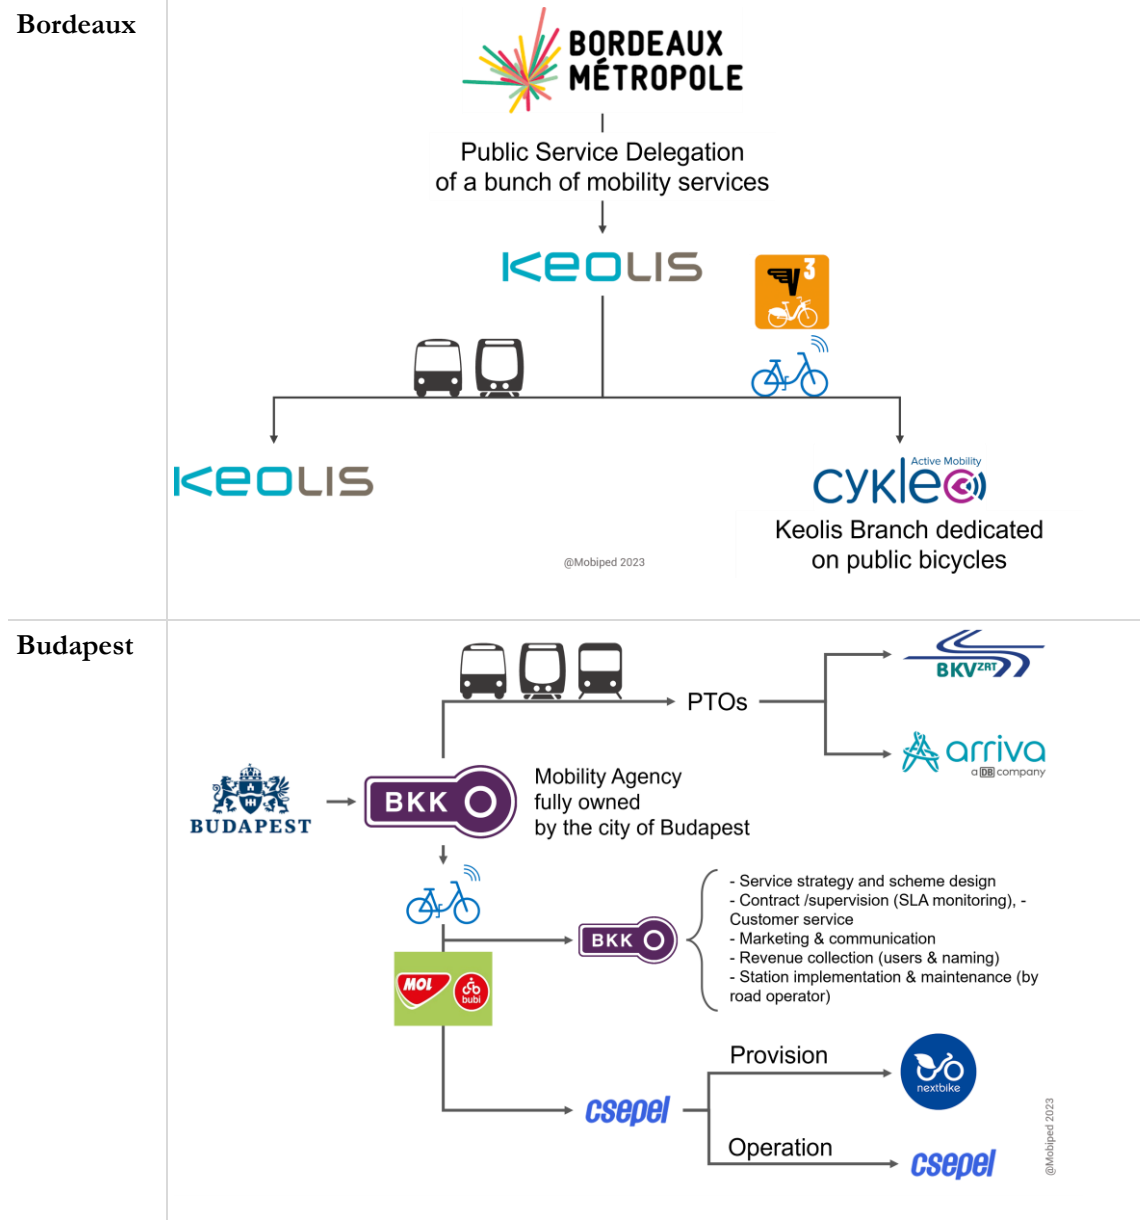 Bordeaux
BORDEAUX
MÉTROPOLE
Public Service Delegation
of a bunch of mobility services
KEOLIS
V3
KEOLIS
Active Mobility
cykleo
Keolis Branch dedicated
on public bicycles
@Mobiped 2023
Budapest
BKV ZRT
PTOs
arriva
a DB company
BUDAPEST
BKK
Mobility Agency
fully owned
by the city of Budapest
- Service strategy and scheme design
- Contract /supervision (SLA monitoring), -
Customer service
- Marketing & communication
- Revenue collection (users & naming)
- Station implementation & maintenance (by
road operator)
BKK
MOL
bubi
Provision
nextbike
csepel
Operation
csepel
@Mobiped 2023